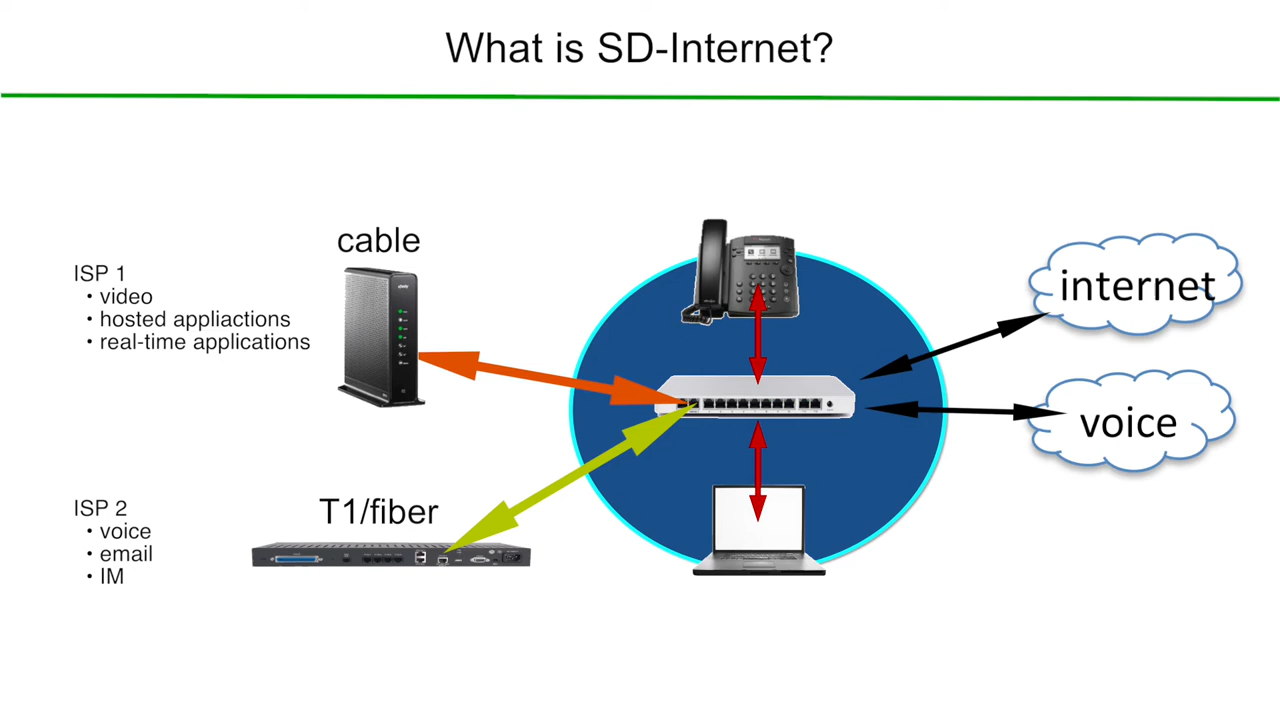 What is SD-Internet?
cable
ISP 1
• video
• hosted appliactions
• real-time applications
internet
voice
ISP 2
• voice
• email
• IM
T1/fiber